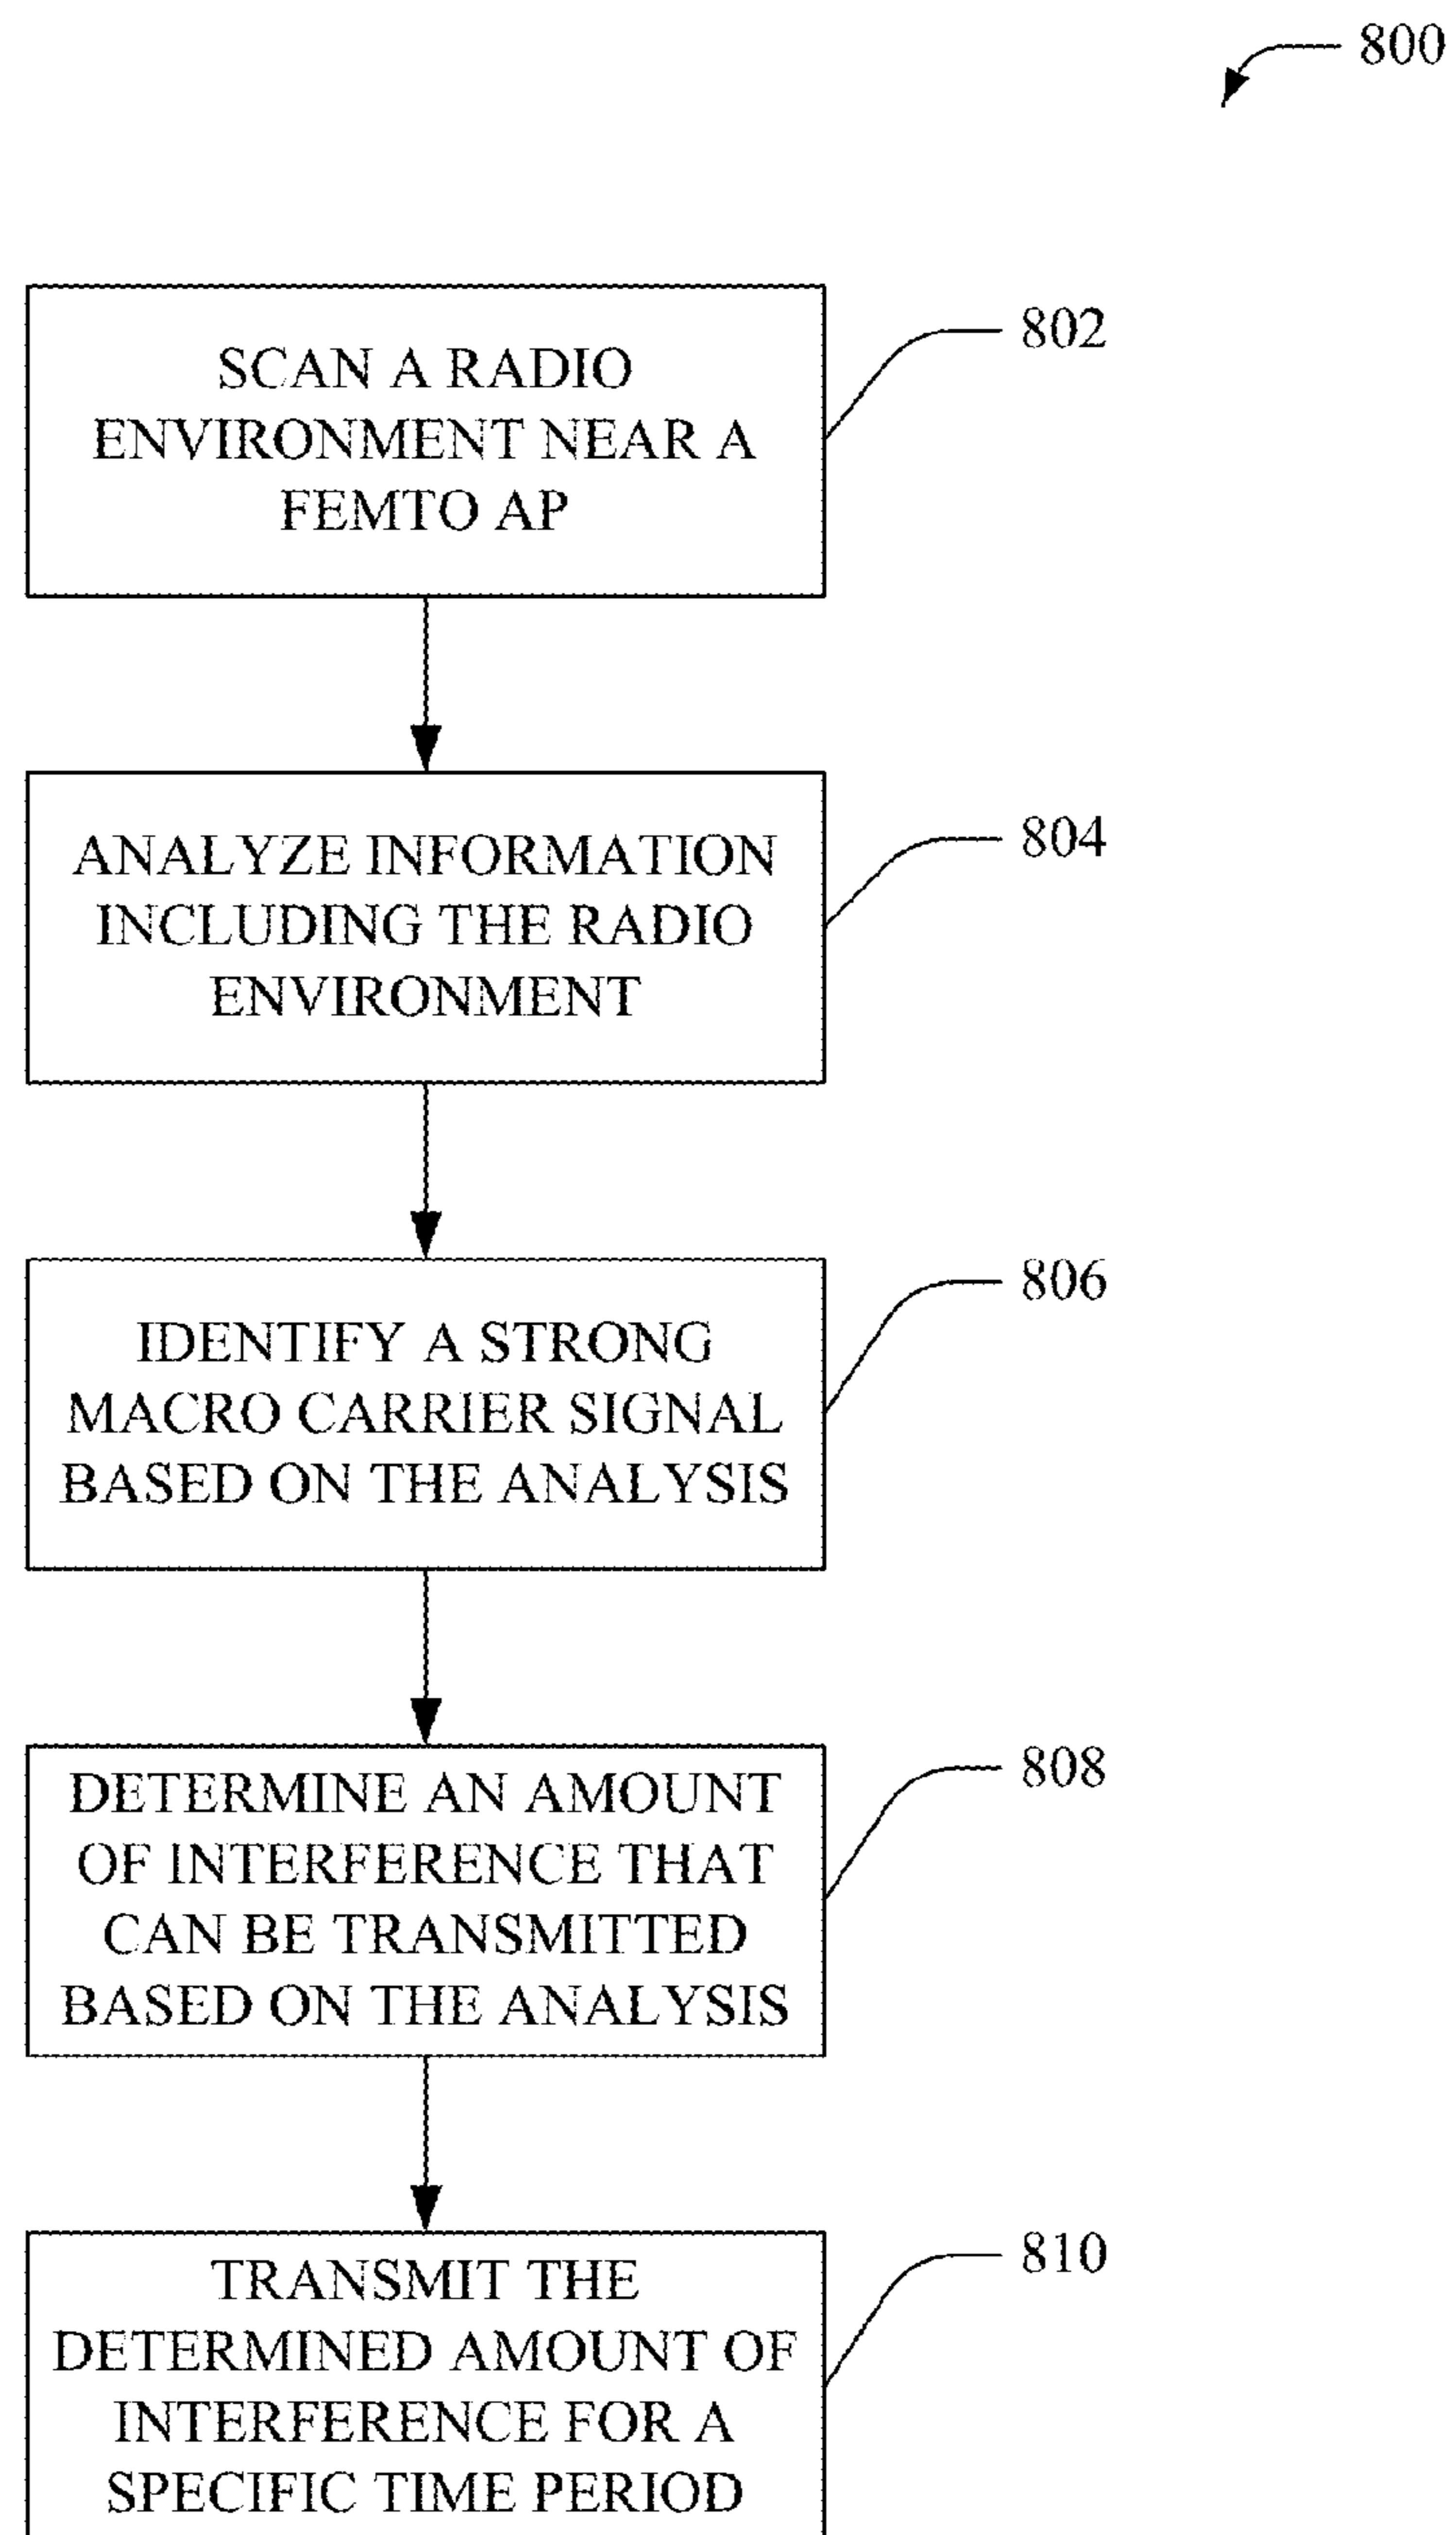 800
SCAN A RADIO
ENVIRONMENT NEAR A
FEMTO AP
802
ANALYZE INFORMATION
INCLUDING THE RADIO
ENVIRONMENT
804
IDENTIFY A STRONG
MACRO CARRIER SIGNAL
BASED ON THE ANALYSIS
806
DETERMINE AN AMOUNT
OF INTERFERENCE THAT
CAN BE TRANSMITTED
BASED ON THE ANALYSIS
808
TRANSMIT THE
DETERMINED AMOUNT OF
INTERFERENCE FOR A
SPECIFIC TIME PERIOD
810